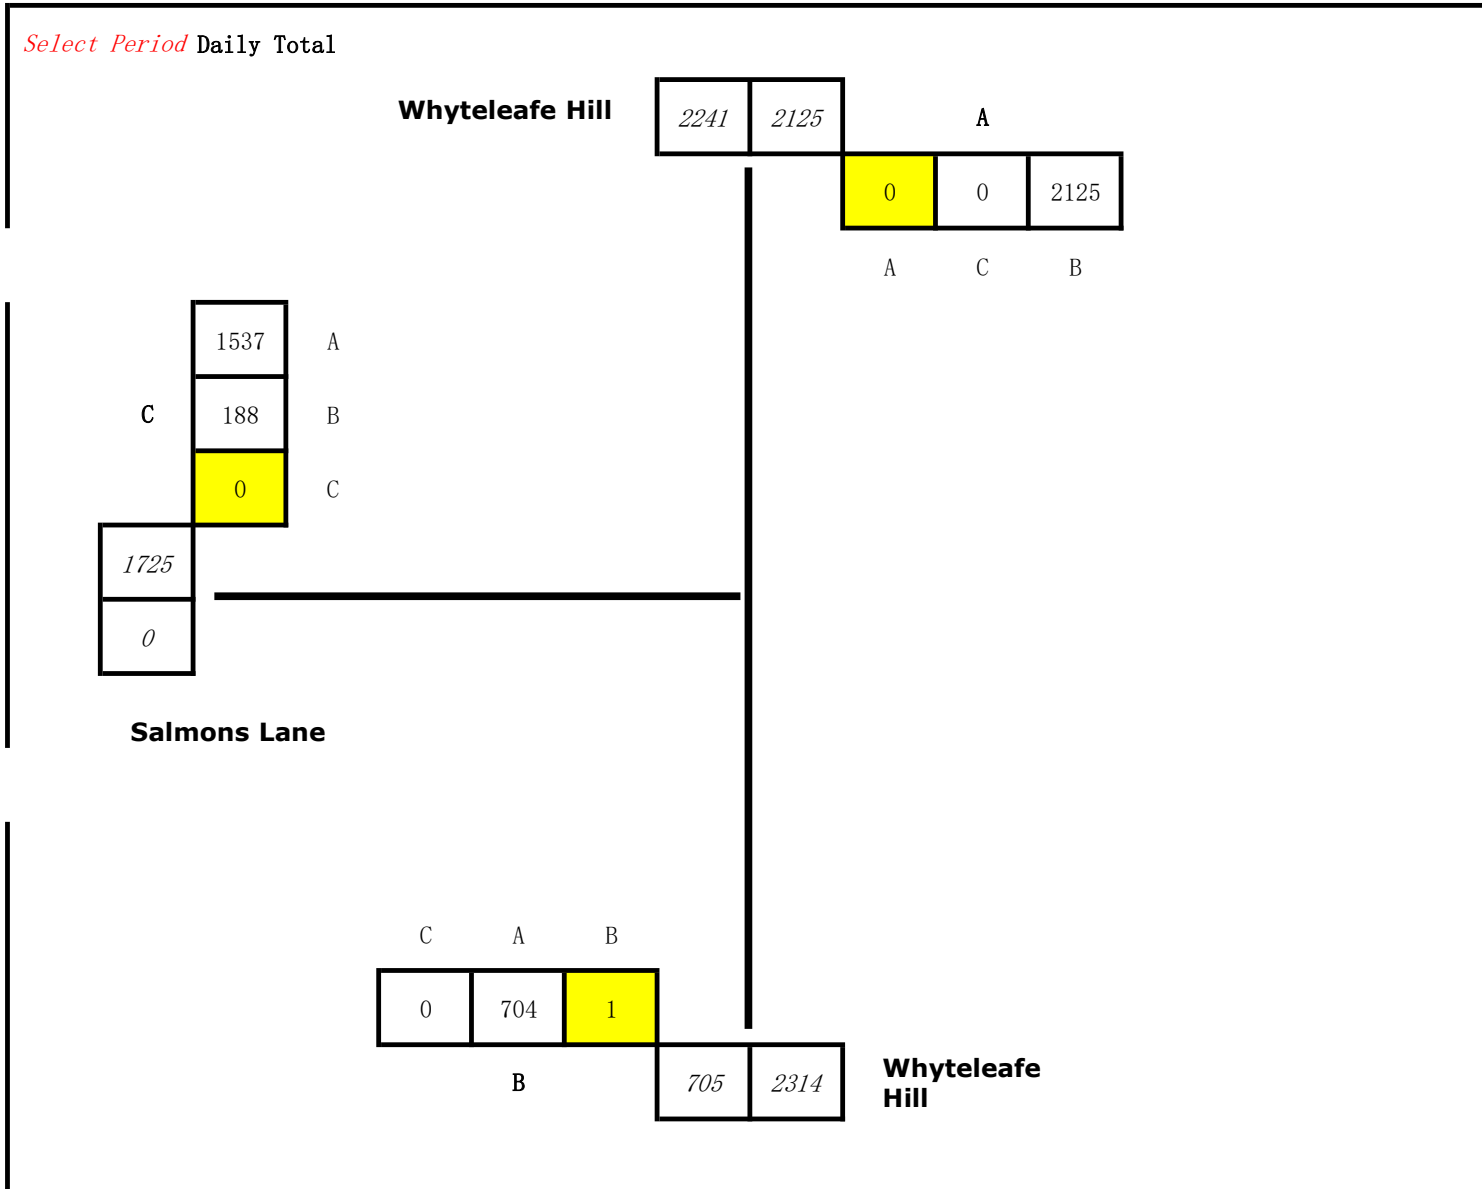 Select Period Daily Total
Whyteleafe Hill 2241 2125 A
0 0 2125
A C B
1537 A
C 188 B
0 C
1725
0
Salmons Lane
C A B
0 704 1
B 705 2314 Whyteleafe
Hill